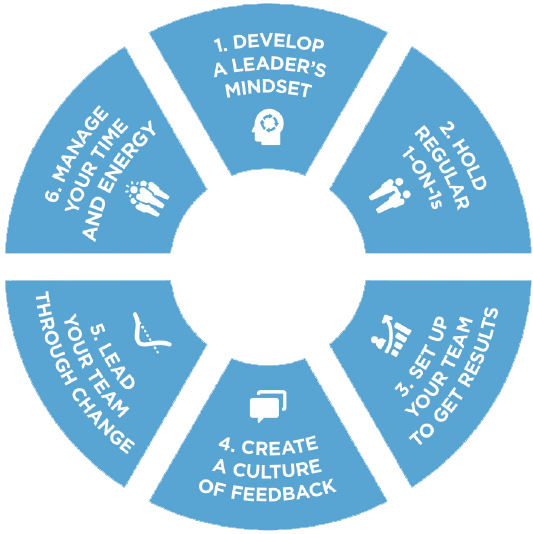 1. DEVELOP
A LEADER'S
MINDSET
2. HOLD
REGULAR
1-ON-1s
3. SET UP
YOUR TEAM
TO GET RESULTS
4. CREATE
A CULTURE
OF FEEDBACK
5. LEAD
YOUR TEAM
THROUGH CHANGE
6. MANAGE
YOUR TIME
AND ENERGY